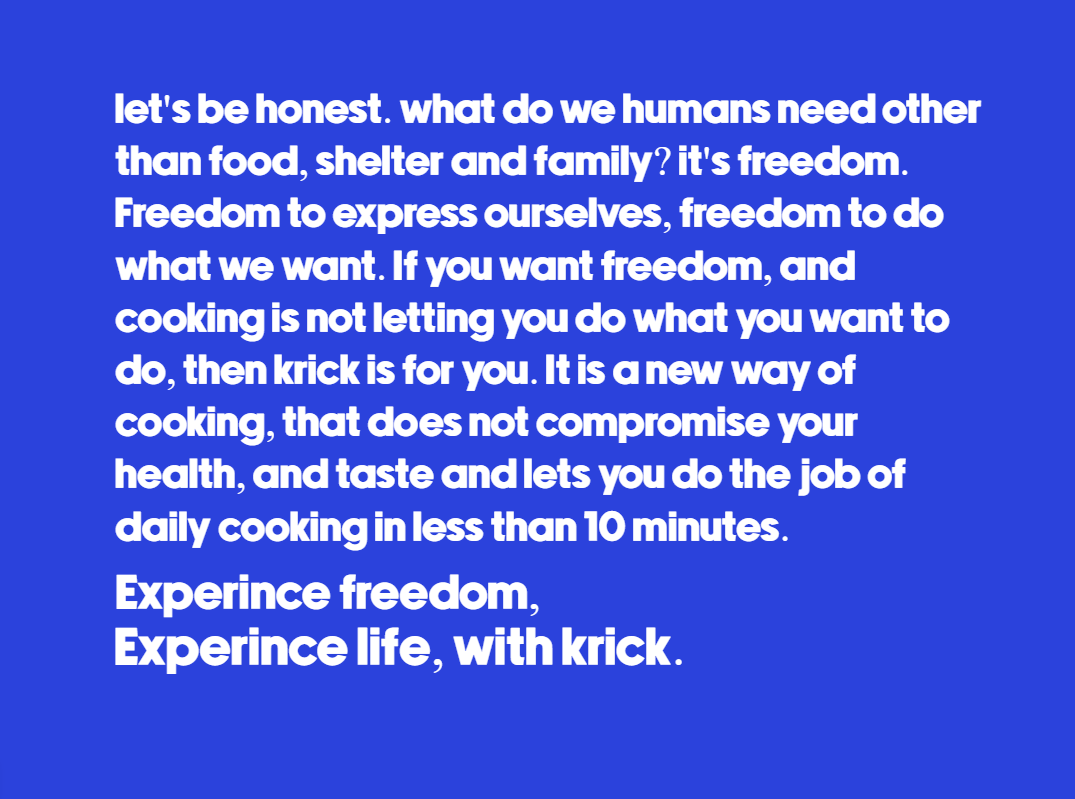 let's be honest. what do we humans need other
than food, shelter and family? it's freedom.
Freedom to express ourselves, freedom to do
what we want. If you want freedom, and
cooking is not letting you do what you want to
do, then krick is for you. It is a new way of
cooking, that does not compromise your
health, and taste and lets you do the job of
daily cooking in less than 10 minutes.
Experince freedom,
Experince life, with krick.